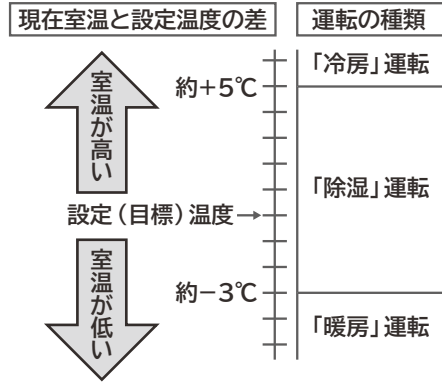 現在室温と設定温度の差
運転の種類
室温が高い
約+5℃
設定(目標)温度→
約−3℃
室温が低い
「冷房」運転
「除湿」運転
「暖房」運転